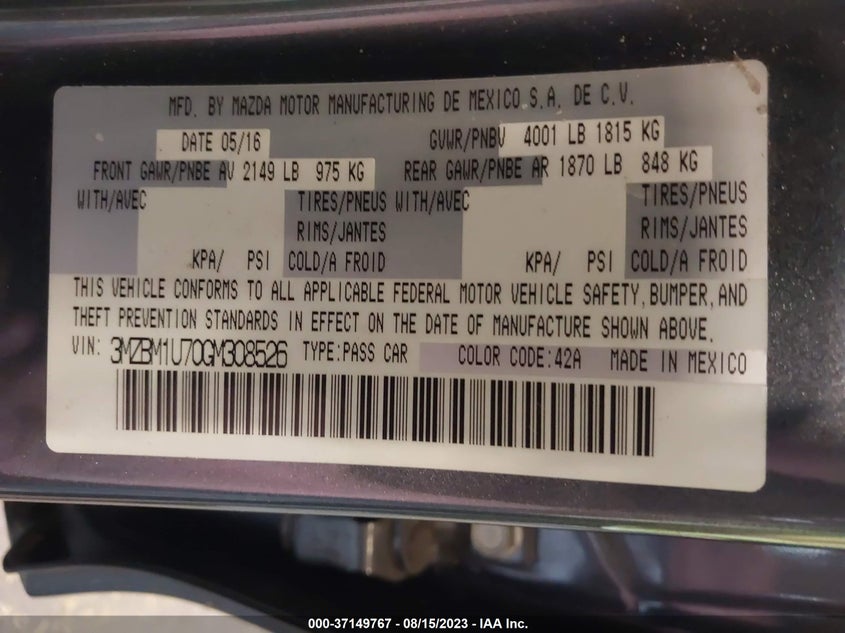 MFD. BY MAZDA MOTOR MANUFACTURING DE MEXICO S.A. DE C.V.
DATE 05/16 GVWR/PNBV 4001 LB 1815 KG
FRONT GAWR/PNBE AV 2149 LB 975 KG REAR GAWR/PNBE AR 1870 LB 848 KG
WITH/AVEC TIRES/PNEUS WITH/AVEC TIRES/PNEUS
RIMS/JANTES RIMS/JANTES
KPA/ PSI COLD/A FROID KPA/ PSI COLD/A FROID
THIS VEHICLE CONFORMS TO ALL APPLICABLE FEDERAL MOTOR VEHICLE SAFETY, BUMPER, AND
THEFT PREVENTION STANDARDS IN EFFECT ON THE DATE OF MANUFACTURE SHOWN ABOVE.
VIN: 3MZBM1U70GM308526 TYPE:PASS CAR COLOR CODE:42A MADE IN MEXICO
000-37149767 - 08/15/2023 - IAA Inc.